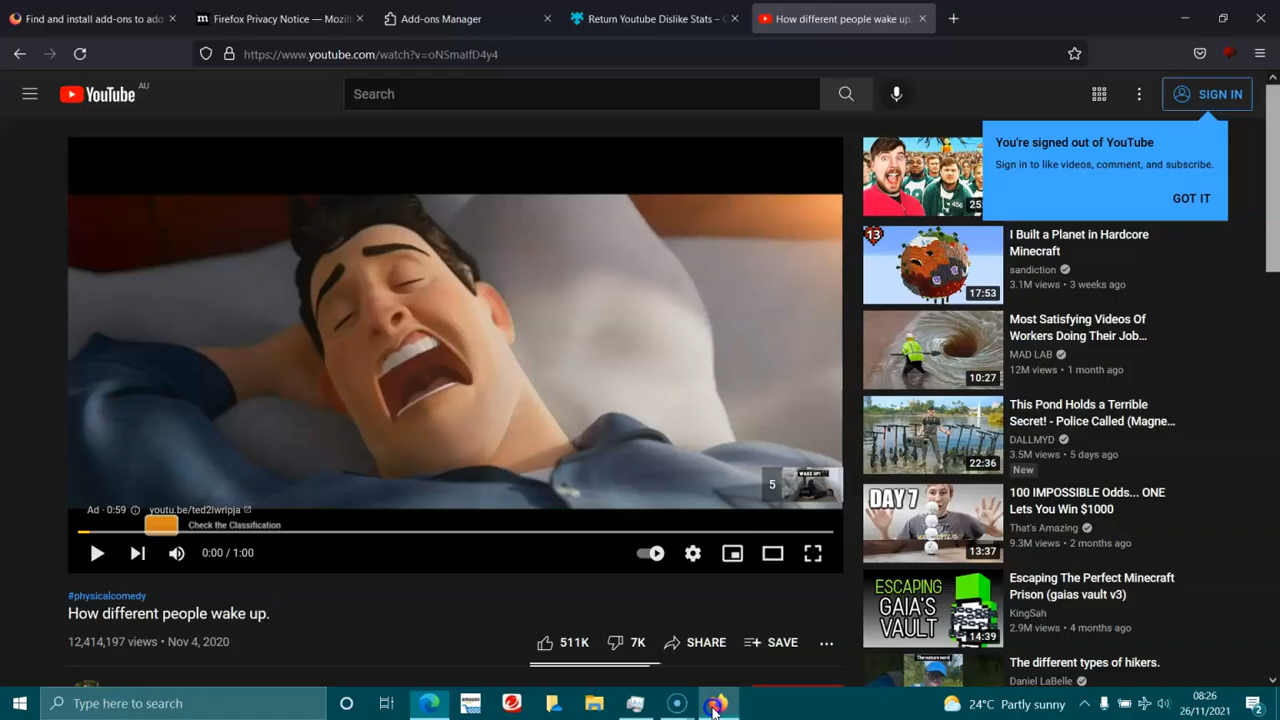 Find and install add-ons to add
Firefox Privacy Notice — Mozil
Add-ons Manager
Return Youtube Dislike Stats – G
How different people wake up.
https://www.youtube.com/watch?v=oNSmaIfD4y4
YouTube AU
Search
SIGN IN
You're signed out of YouTube
Sign in to like videos, comment, and subscribe.
GOT IT
456
25
13
I Built a Planet in Hardcore
Minecraft
sandiction
3.1M views • 3 weeks ago
17:53
Most Satisfying Videos Of
Workers Doing Their Job...
MAD LAB
12M views • 1 month ago
10:27
This Pond Holds a Terrible
Secret! - Police Called (Magne...
DALLMYD
3.5M views • 5 days ago
22:36
New
DAY 7
100 IMPOSSIBLE Odds... ONE
Lets You Win $1000
That's Amazing
9.3M views • 2 months ago
13:37
ESCAPING
GAIA'S
VAULT
Escaping The Perfect Minecraft
Prison (gaias vault v3)
KingSah
2.9M views • 4 months ago
14:39
The different types of hikers.
Daniel LaBelle
5
WAKE UP!
Ad · 0:59 youtu.be/ted2iwripja
Check the Classification
0:00 / 1:00
#physicalcomedy
How different people wake up.
12,414,197 views • Nov 4, 2020
511K
7K
SHARE
SAVE
Type here to search
amazon
24°C Partly sunny
08:26
26/11/2021
2